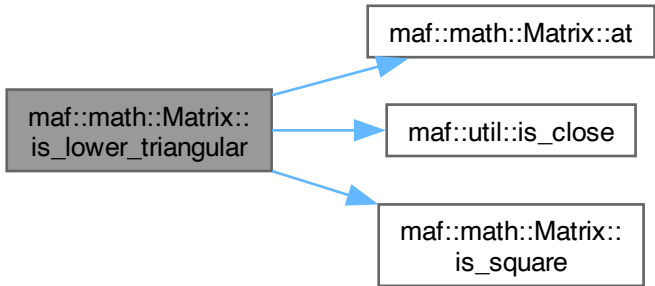 maf::math::Matrix::
is_lower_triangular
maf::math::Matrix::at
maf::util::is_close
maf::math::Matrix::
is_square